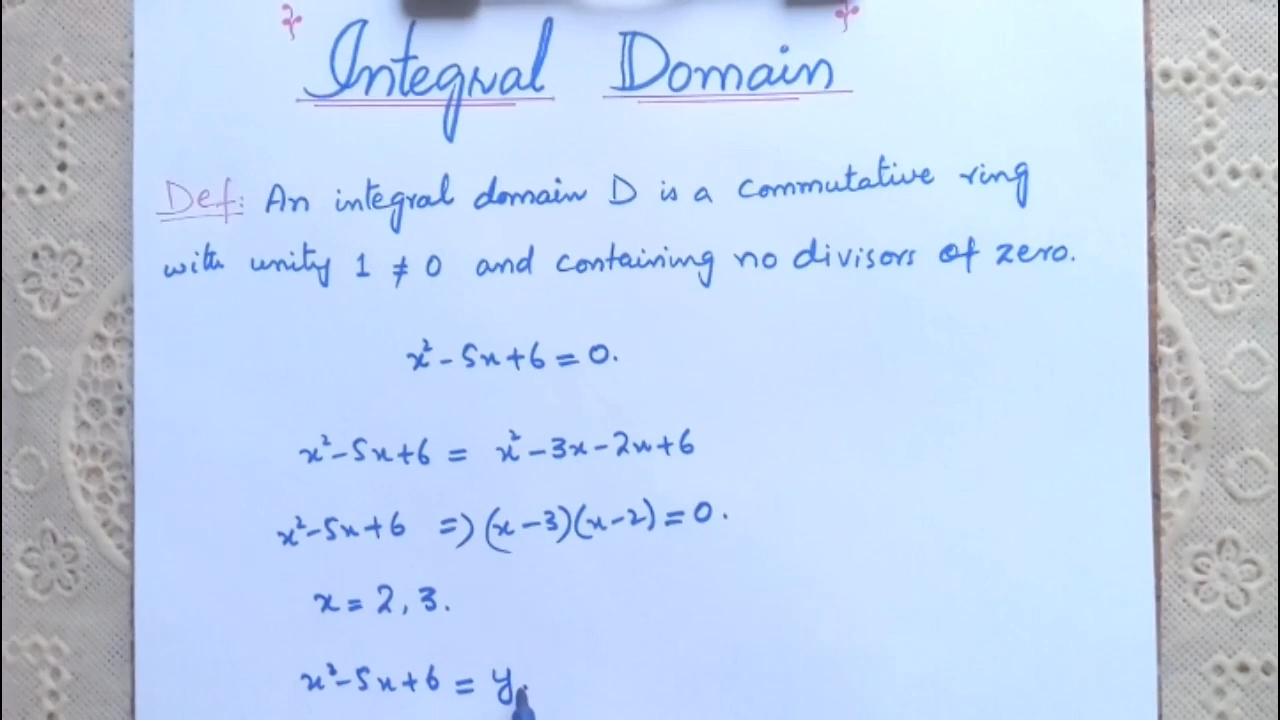 Integral Domain
Def: An integral domain D is a commutative ring
with unity 1 ≠ 0 and containing no divisors of zero.
x² - 5x + 6 = 0.
x² - 5x + 6 = x² - 3x - 2x + 6
x² - 5x + 6 ⇒ (x - 3)(x - 2) = 0.
x = 2, 3.
x² - 5x + 6 = y